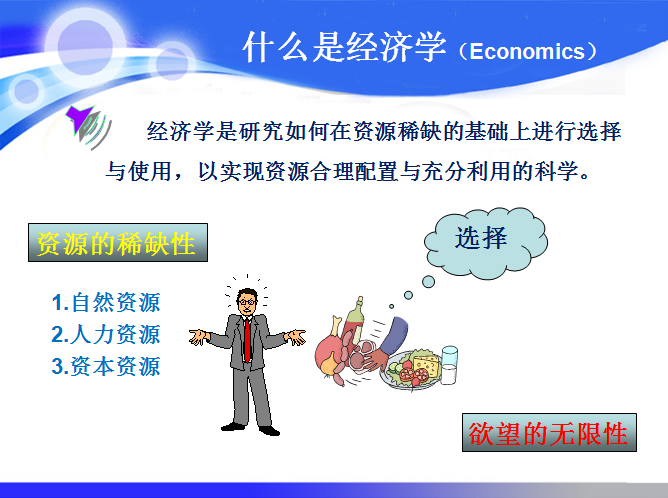 什么是经济学（Economics）
经济学是研究如何在资源稀缺的基础上进行选择
与使用，以实现资源合理配置与充分利用的科学。
资源的稀缺性
选择
1.自然资源
2.人力资源
3.资本资源
欲望的无限性